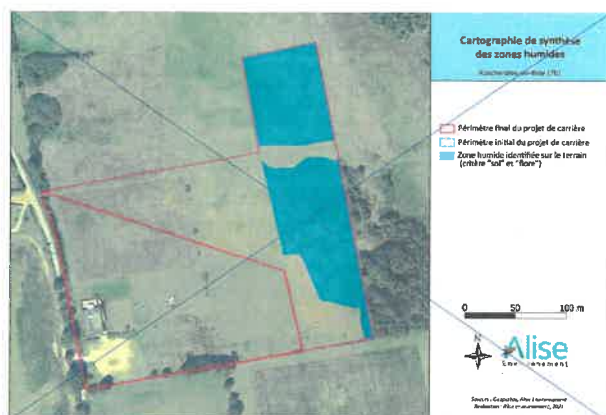 Cartographie de synthèse
des zones humides
Périmètre final du projet de carrière
Périmètre initial du projet de carrière
Zone humide identifiée sur le terrain
(critère "sol" et "flore")
0 50 100 m
N
Alise
Environnement